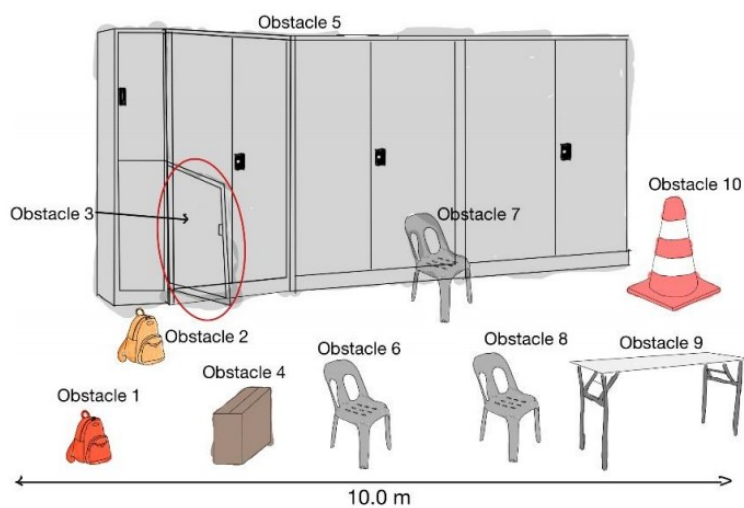 Obstacle 5
Obstacle 10
Obstacle 3
Obstacle 7
Obstacle 2
Obstacle 6
Obstacle 8
Obstacle 9
Obstacle 4
Obstacle 1
10.0 m